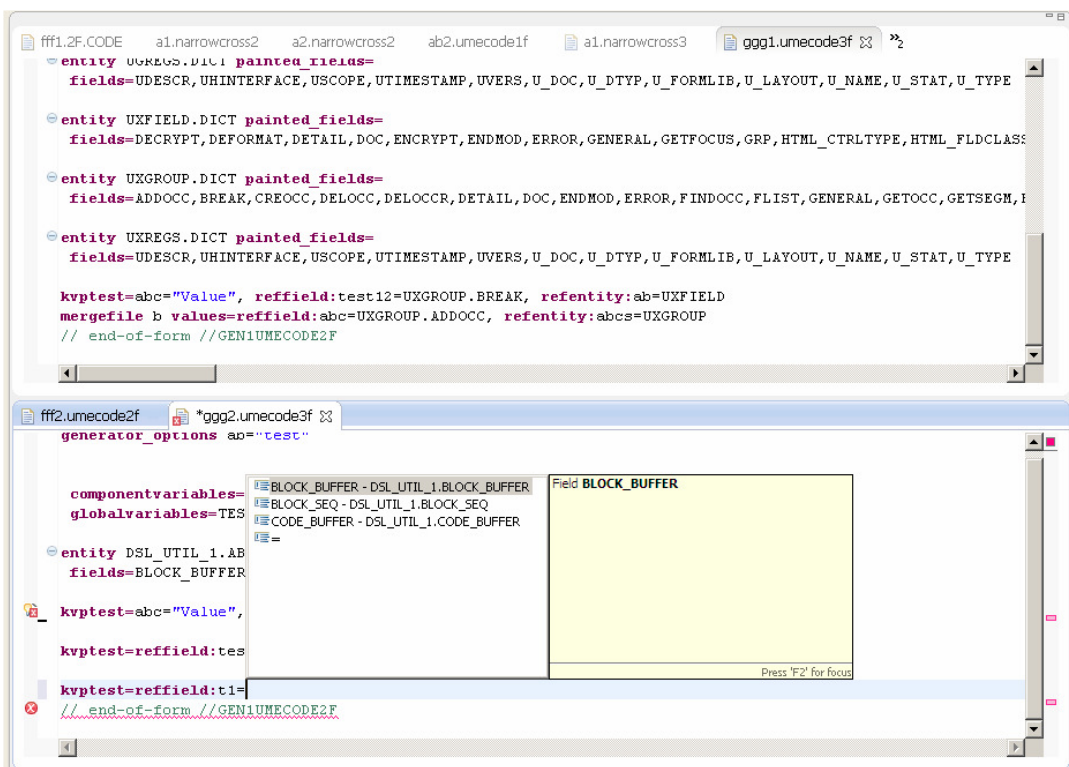 fff1.2F.CODE a1.narrowcross2 a2.narrowcross2 ab2.umecode1f a1.narrowcross3 ggg1.umecode3f »2
entity UGREGS.DICT painted_fields=
fields=UDESCR,UHINTERFACE,USCOPE,UTIMESTAMP,UVERS,U_DOC,U_DTYP,U_FORMLIB,U_LAYOUT,U_NAME,U_STAT,U_TYPE
entity UXFIELD.DICT painted_fields=
fields=DECRYPT,DEFORMAT,DETAIL,DOC,ENCRYPT,ENDMOD,ERROR,GENERAL,GETFOCUS,GRP,HTML_CTRLTYPE,HTML_FLDCLASS
entity UXGROUP.DICT painted_fields=
fields=ADDOCC,BREAK,CREOCC,DELOCC,DELOCCR,DETAIL,DOC,ENDMOD,ERROR,FINDOCC,FLIST,GENERAL,GETOCC,GETSEGM,
entity UXREGS.DICT painted_fields=
fields=UDESCR,UHINTERFACE,USCOPE,UTIMESTAMP,UVERS,U_DOC,U_DTYP,U_FORMLIB,U_LAYOUT,U_NAME,U_STAT,U_TYPE
kvptest=abc="Value", reffield:test12=UXGROUP.BREAK, refentity:ab=UXFIELD
mergefile b values=reffield:abc=UXGROUP.ADDOCC, refentity:abcs=UXGROUP
// end-of-form //GEN1UMECODE2F
fff2.umecode2f *ggg2.umecode3f
generator_options ab="test"
componentvariables=
globalvariables=TES
entity DSL_UTIL_1.AB
fields=BLOCK_BUFFER
kvptest=abc="Value",
kvptest=reffield:tes
kvptest=reffield:t1=
// end-of-form //GEN1UMECODE2F
BLOCK_BUFFER - DSL_UTIL_1.BLOCK_BUFFER
BLOCK_SEQ - DSL_UTIL_1.BLOCK_SEQ
CODE_BUFFER - DSL_UTIL_1.CODE_BUFFER
=
Field BLOCK_BUFFER
Press 'F2' for focus